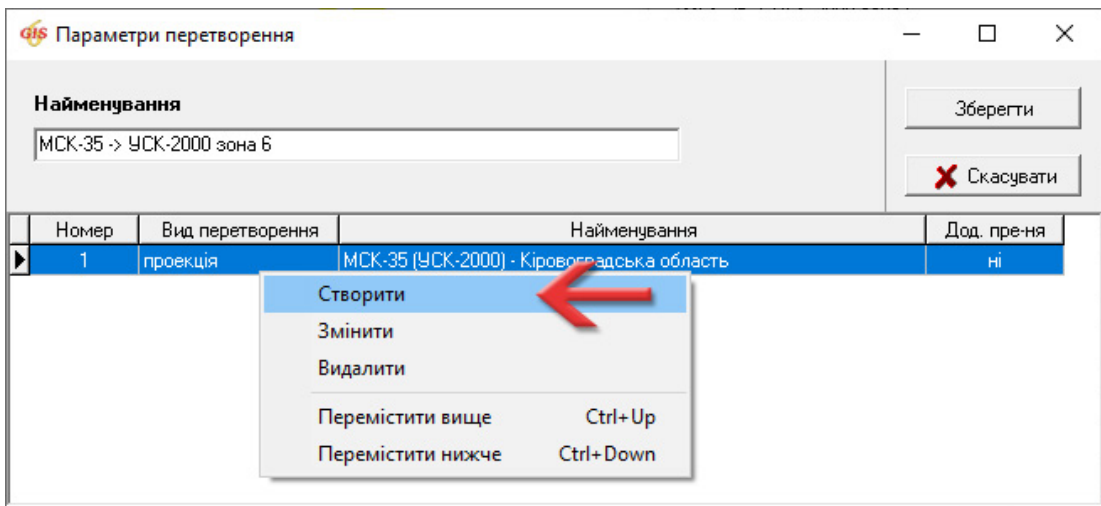 GIS 6 Параметри перетворення
Найменування
Зберегти
МСК-35 -> УСК-2000 зона 6
Скасувати
Номер Вид перетворення Найменування Дод. пре-ня
1 проекція МСК-35 (УСК-2000) - Кіровоградська область ні
Створити
Змінити
Видалити
Перемістити вище Ctrl+Up
Перемістити нижче Ctrl+Down